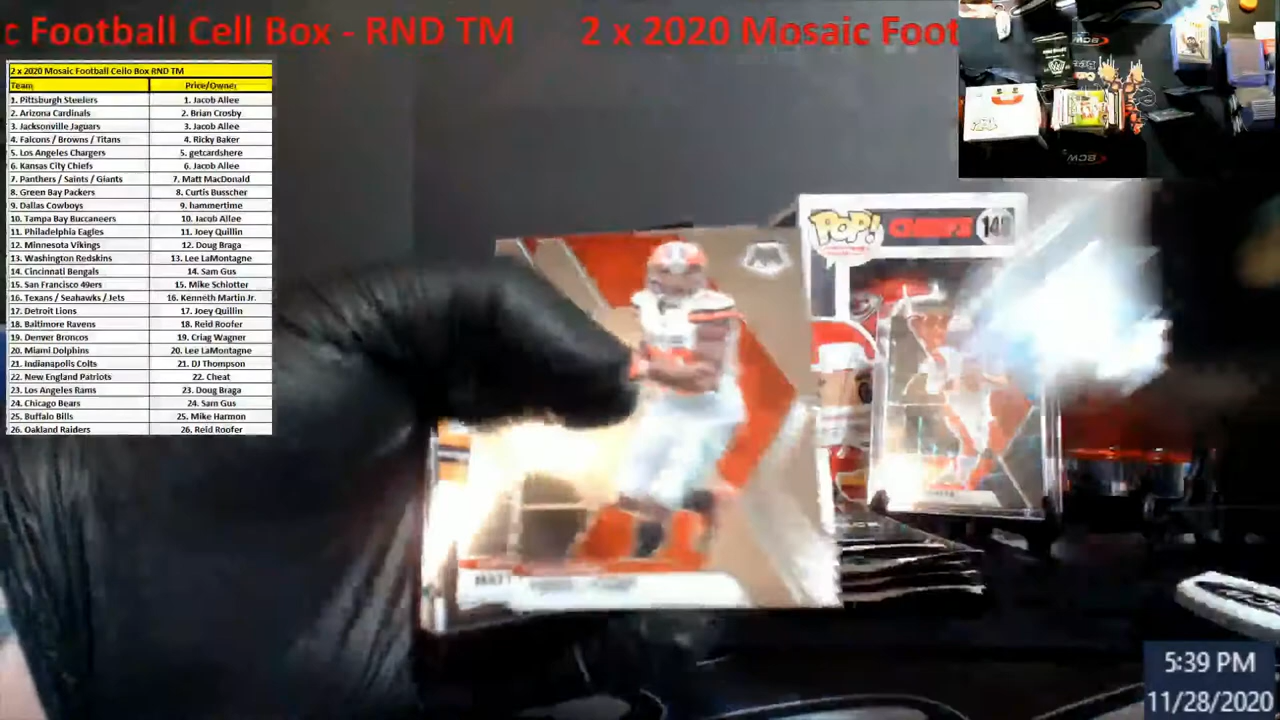 c Football Cell Box - RND TM 2 x 2020 Mosaic Foot
2 x 2020 Mosaic Football Cello Box RND TM
Team Price/Owner
1. Pittsburgh Steelers 1. Jacob Allee
2. Arizona Cardinals 2. Brian Crosby
3. Jacksonville Jaguars 3. Jacob Allee
4. Falcons / Browns / Titans 4. Ricky Baker
5. Los Angeles Chargers 5. getcardshere
6. Kansas City Chiefs 6. Jacob Allee
7. Panthers / Saints / Giants 7. Matt MacDonald
8. Green Bay Packers 8. Curtis Busscher
9. Dallas Cowboys 9. hammertime
10. Tampa Bay Buccaneers 10. Jacob Allee
11. Philadelphia Eagles 11. Joey Quillin
12. Minnesota Vikings 12. Doug Braga
13. Washington Redskins 13. Lee LaMontagne
14. Cincinnati Bengals 14. Sam Gus
15. San Francisco 49ers 15. Mike Schlotter
16. Texans / Seahawks / Jets 16. Kenneth Martin Jr.
17. Detroit Lions 17. Joey Quillin
18. Baltimore Ravens 18. Reid Roofer
19. Denver Broncos 19. Criag Wagner
20. Miami Dolphins 20. Lee LaMontagne
21. Indianapolis Colts 21. DJ Thompson
22. New England Patriots 22. Cheat
23. Los Angeles Rams 23. Doug Braga
24. Chicago Bears 24. Sam Gus
25. Buffalo Bills 25. Mike Harmon
26. Oakland Raiders 26. Reid Roofer
BCW
BCW
POP! CHIEFS
5:39 PM
11/28/2020